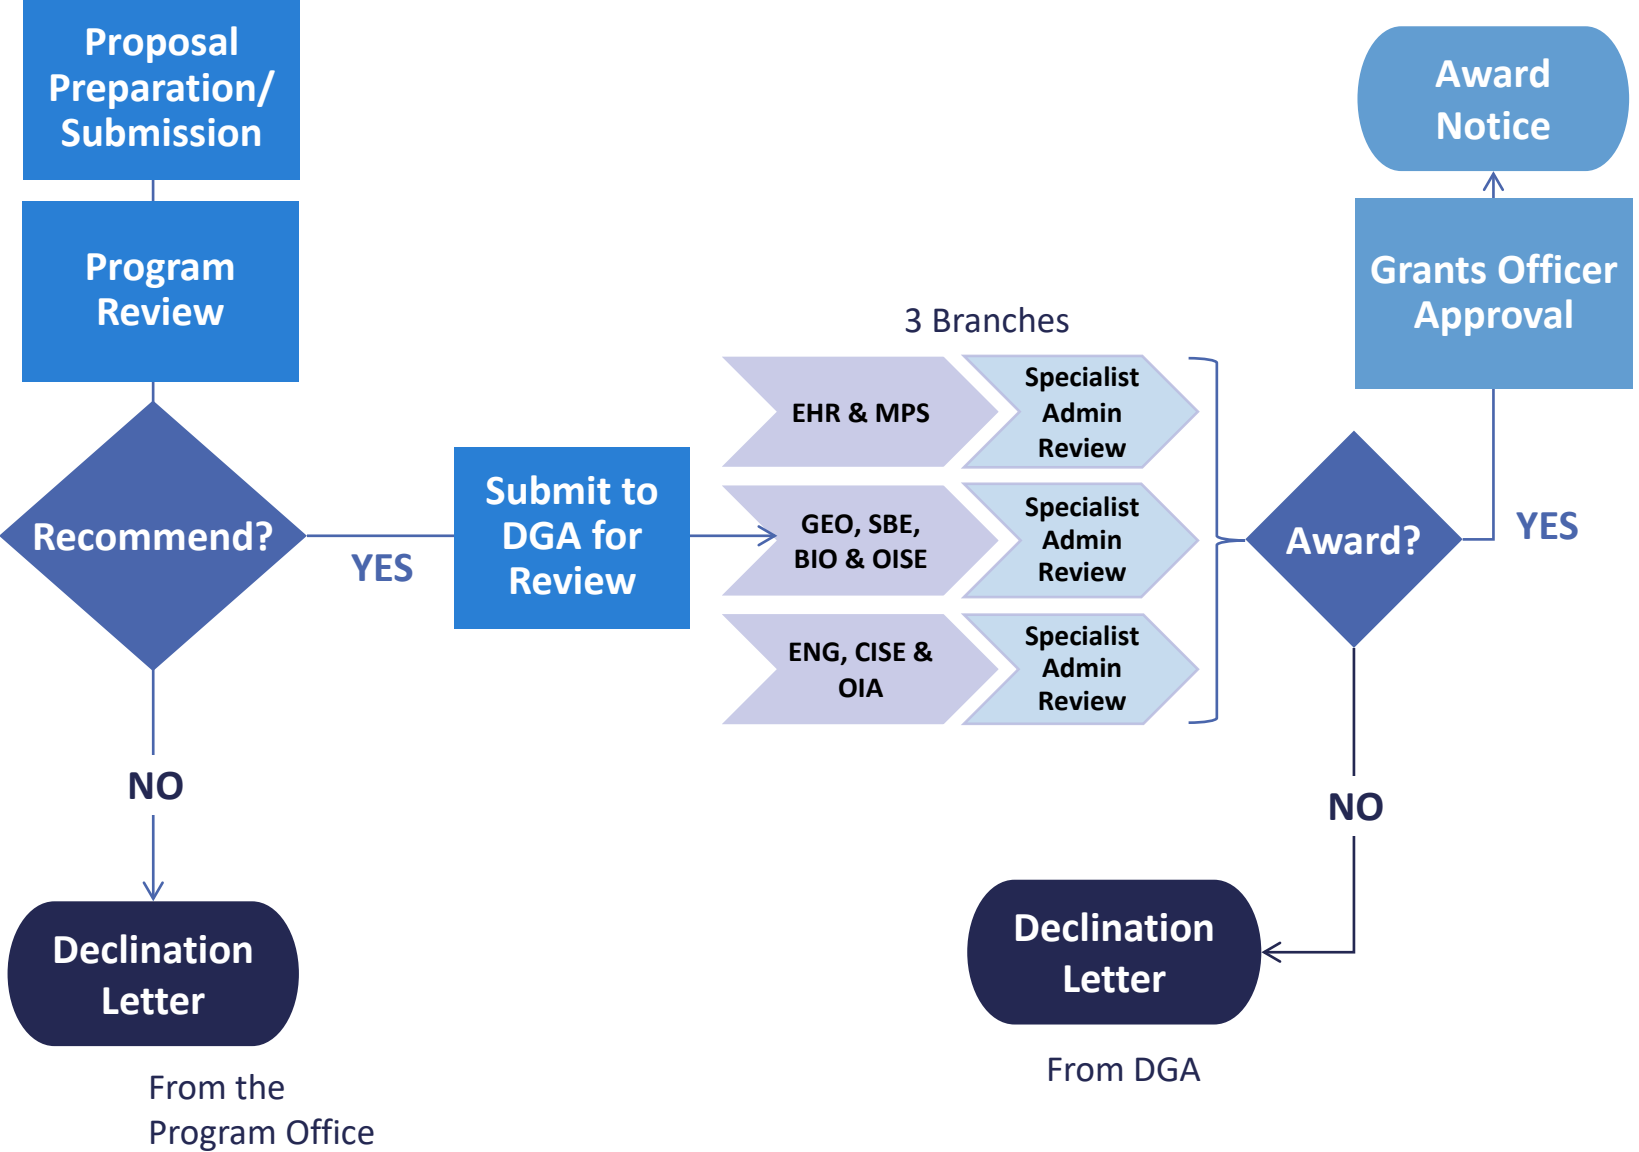 Proposal
Preparation/
Submission
Program
Review
Recommend?
YES
NO
Declination
Letter
From the
Program Office
Submit to
DGA for
Review
3 Branches
EHR & MPS
Specialist
Admin
Review
GEO, SBE,
BIO & OISE
Specialist
Admin
Review
ENG, CISE &
OIA
Specialist
Admin
Review
Award?
YES
Grants Officer
Approval
Award
Notice
NO
Declination
Letter
From DGA